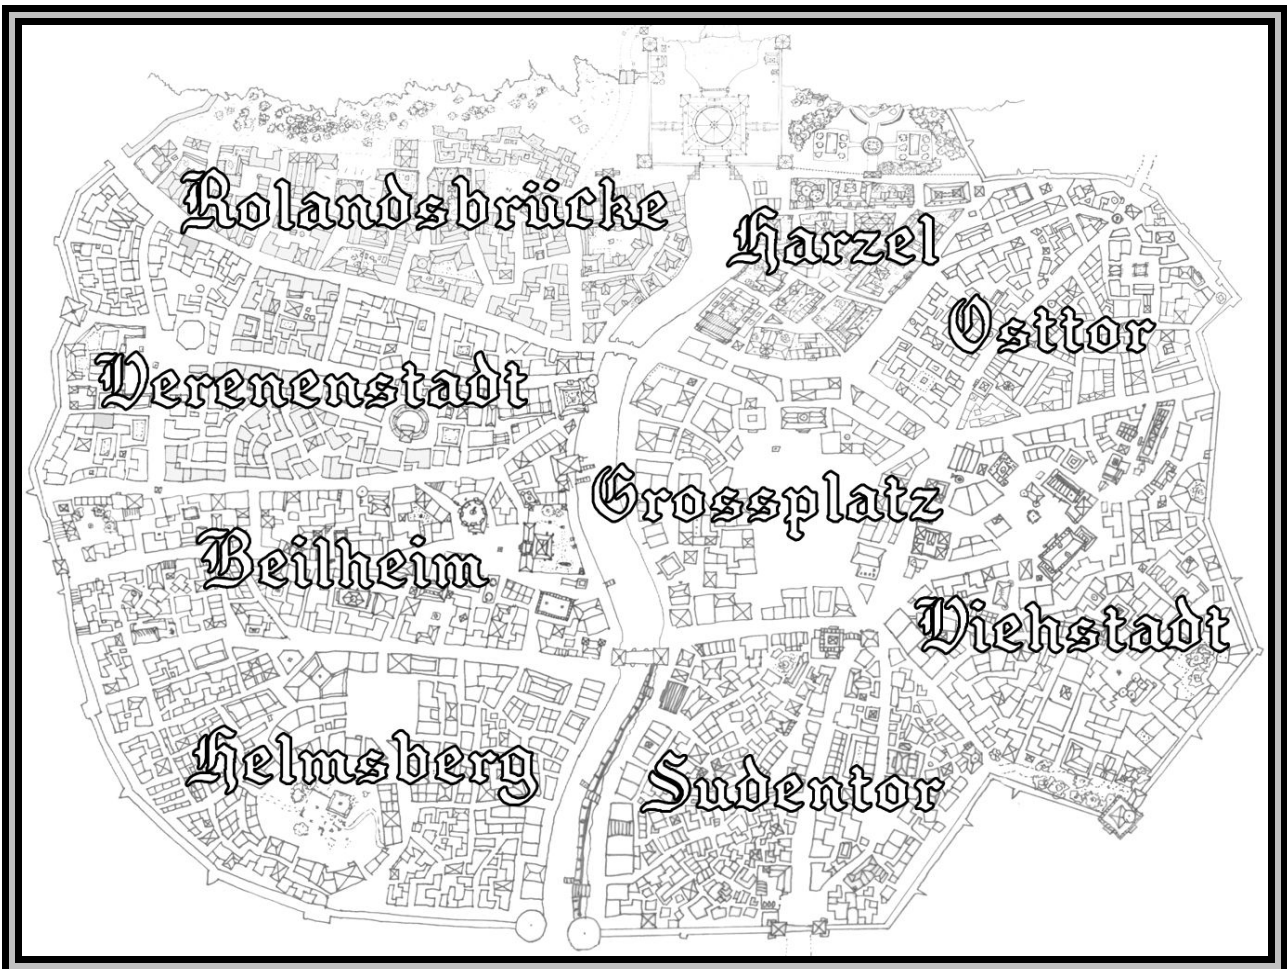 Rolandsbrücke
Harzel
Osttor
Verenenstadt
Grossplatz
Beilheim
Viehstadt
Helmsberg
Sudentor